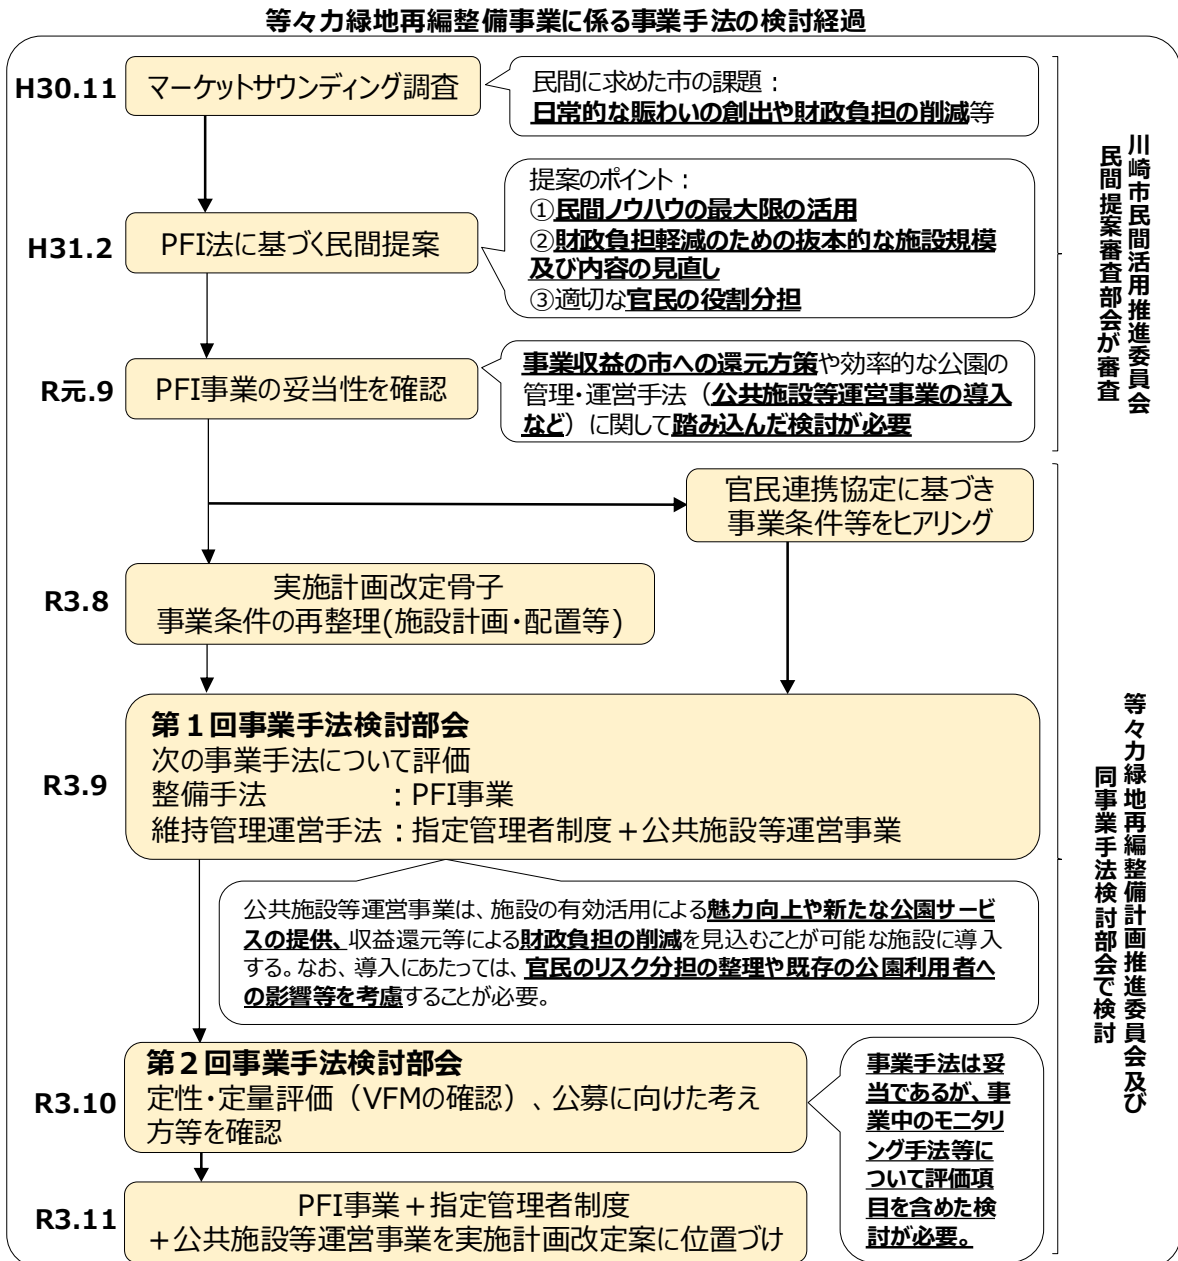 等々力緑地再編整備事業に係る事業手法の検討経過
H30.11
マーケットサウンディング調査
民間に求めた市の課題：
日常的な賑わいの創出や財政負担の削減等
H31.2
PFI法に基づく民間提案
提案のポイント：
①民間ノウハウの最大限の活用
②財政負担軽減のための抜本的な施設規模
及び内容の見直し
③適切な官民の役割分担
R元.9
PFI事業の妥当性を確認
事業収益の市への還元方策や効率的な公園の
管理・運営手法（公共施設等運営事業の導入
など）に関して踏み込んだ検討が必要
川崎市民間活用推進委員会
民間提案審査部会が審査
官民連携協定に基づき
事業条件等をヒアリング
R3.8
実施計画改定骨子
事業条件の再整理(施設計画・配置等)
R3.9
第１回事業手法検討部会
次の事業手法について評価
整備手法　　　　：PFI事業
維持管理運営手法：指定管理者制度＋公共施設等運営事業
公共施設等運営事業は、施設の有効活用による魅力向上や新たな公園サービ
スの提供、収益還元等による財政負担の削減を見込むことが可能な施設に導入
する。なお、導入にあたっては、官民のリスク分担の整理や既存の公園利用者へ
の影響等を考慮することが必要。
R3.10
第２回事業手法検討部会
定性・定量評価（VFMの確認）、公募に向けた考え
方等を確認
事業手法は妥
当であるが、事
業中のモニタリ
ング手法等に
ついて評価項
目を含めた検
討が必要。
R3.11
PFI事業＋指定管理者制度
＋公共施設等運営事業を実施計画改定案に位置づけ
等々力緑地再編整備計画推進委員会及び
同事業手法検討部会で検討